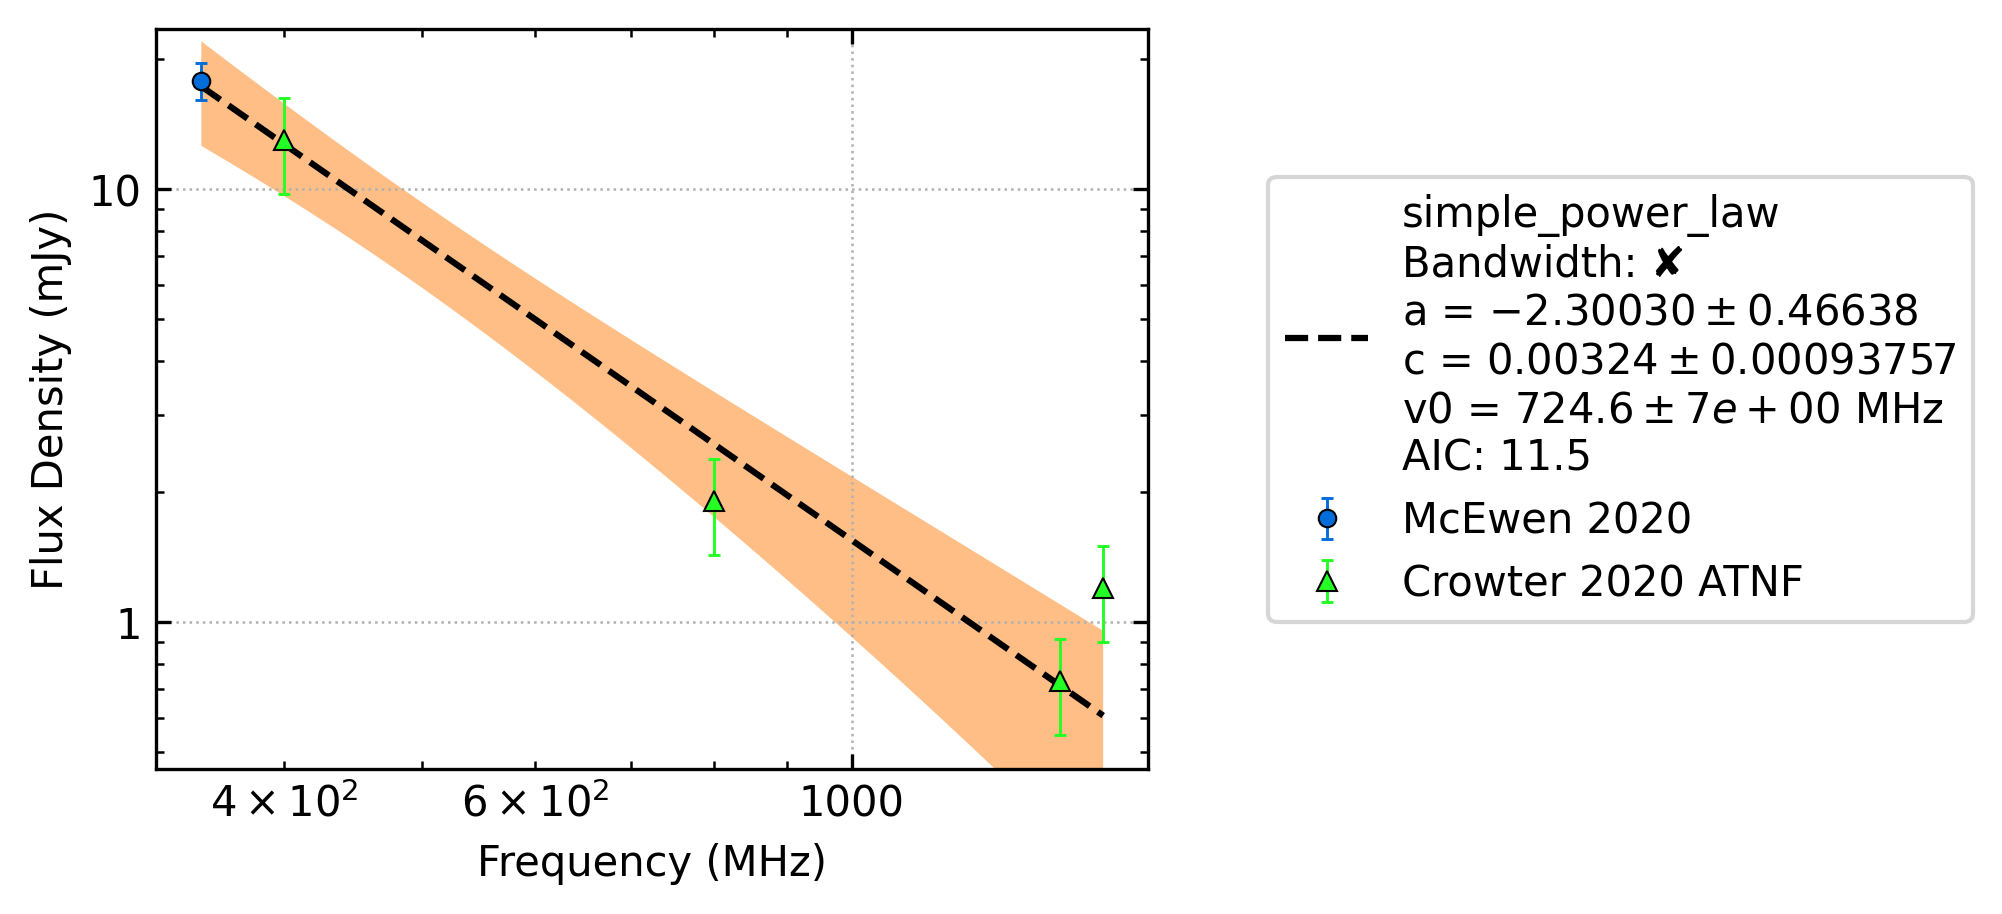 Flux Density (mJy)
10
1
4 × 10²
6 × 10²
1000
Frequency (MHz)
simple_power_law
Bandwidth: ✘
a = −2.30030 ± 0.46638
c = 0.00324 ± 0.00093757
v0 = 724.6 ± 7e + 00 MHz
AIC: 11.5
McEwen 2020
Crowter 2020 ATNF